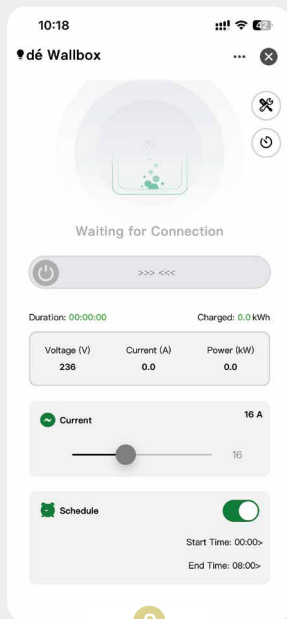 10:18
42
dé Wallbox
Waiting for Connection
>>> <<<
Duration: 00:00:00 Charged: 0.0 kWh
Voltage (V) Current (A) Power (kW)
236 0.0 0.0
Current 16 A
16
Schedule
Start Time: 00:00>
End Time: 08:00>